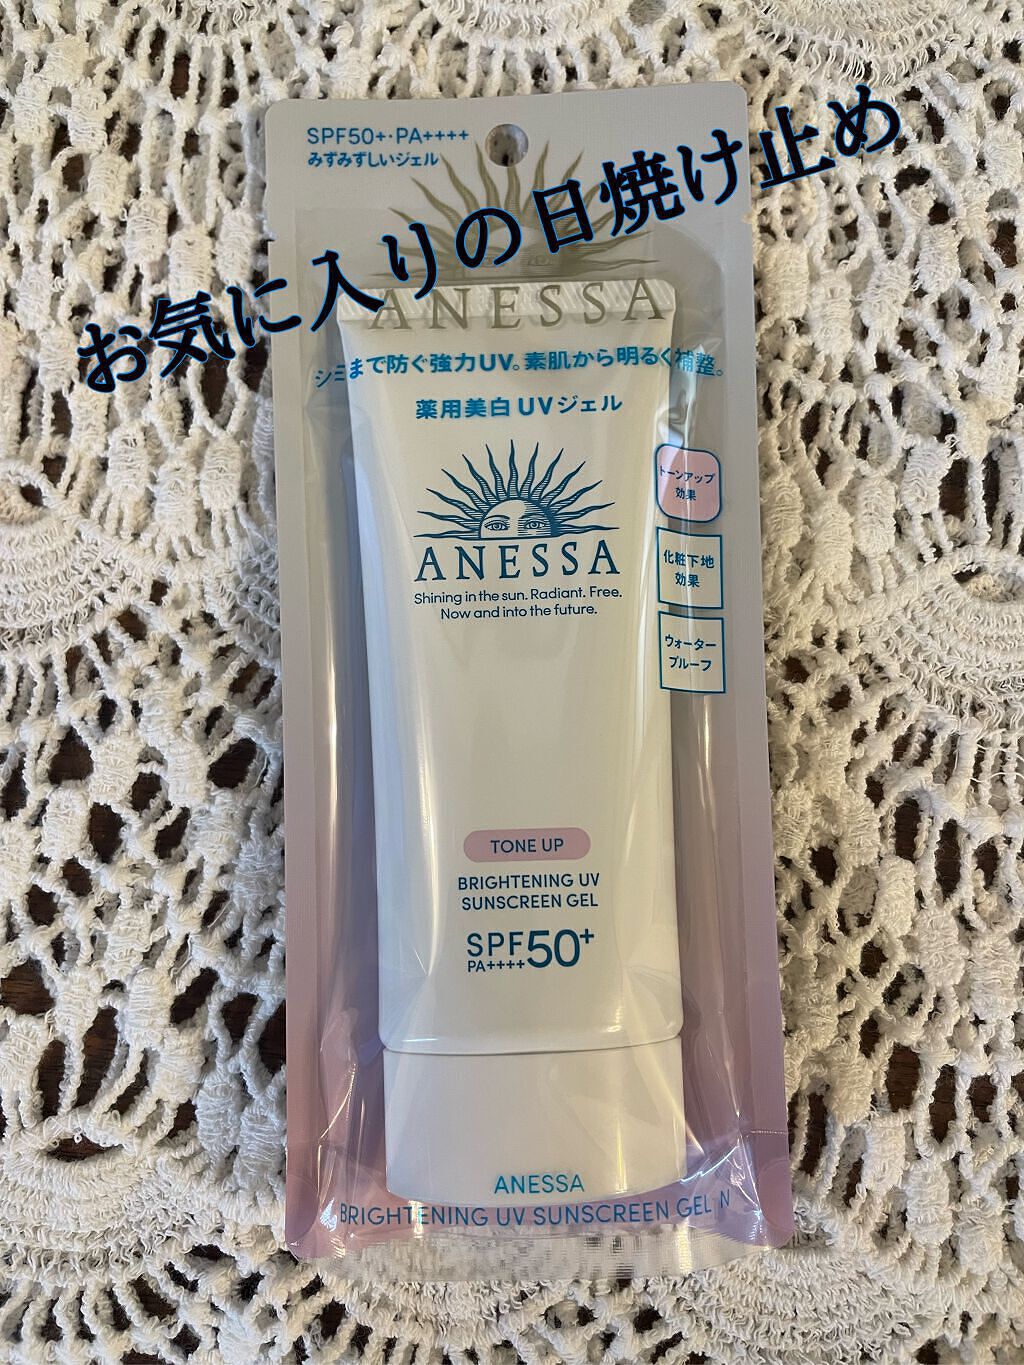 SPF50+・PA++++
みずみずしいジェル
お気に入りの日焼け止め
ANESSA
シミまで防ぐ強力UV。素肌から明るく補整。
薬用美白UVジェル
トーンアップ
効果
ANESSA
Shining in the sun. Radiant. Free.
Now and into the future.
化粧下地
効果
ウォーター
プルーフ
TONE UP
BRIGHTENING UV
SUNSCREEN GEL
SPF50+
PA++++
ANESSA
BRIGHTENING UV SUNSCREEN GEL N